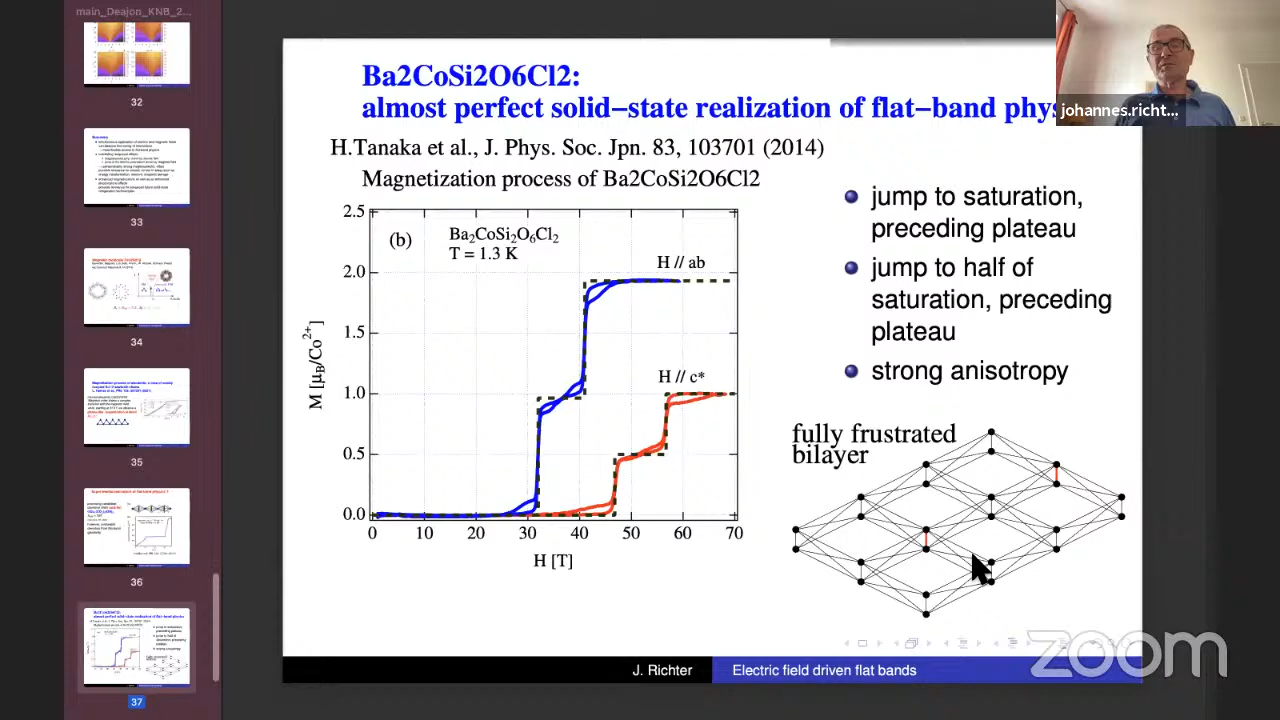 main_Deajon_KNB_2...
32
33
34
35
36
37
Ba2CoSi2O6Cl2:
almost perfect solid−state realization of flat−band phys
H.Tanaka et al., J. Phys. Soc. Jpn. 83, 103701 (2014)
Magnetization process of Ba2CoSi2O6Cl2
(b)
Ba₂CoSi₂O₆Cl₂
T = 1.3 K
H // ab
H // c*
M [μB/Co²⁺]
2.5
2.0
1.5
1.0
0.5
0.0
0 10 20 30 40 50 60 70
H [T]
jump to saturation,
preceding plateau
jump to half of
saturation, preceding
plateau
strong anisotropy
fully frustrated
bilayer
J. Richter
Electric field driven flat bands
johannes.richt...
zoom